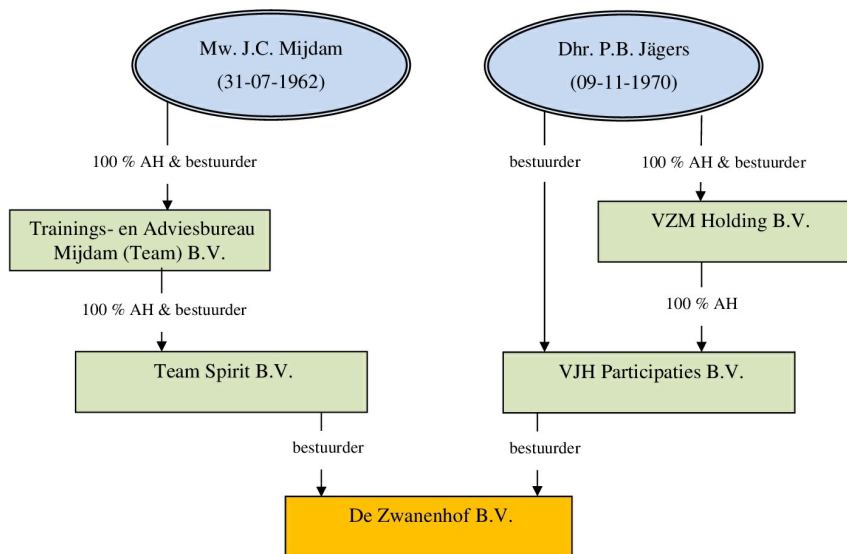 Mw. J.C. Mijdam
(31-07-1962)
Dhr. P.B. Jägers
(09-11-1970)
100 % AH & bestuurder
bestuurder
100 % AH & bestuurder
Trainings- en Adviesbureau
Mijdam (Team) B.V.
VZM Holding B.V.
100 % AH & bestuurder
100 % AH
Team Spirit B.V.
VJH Participaties B.V.
bestuurder
bestuurder
De Zwanenhof B.V.